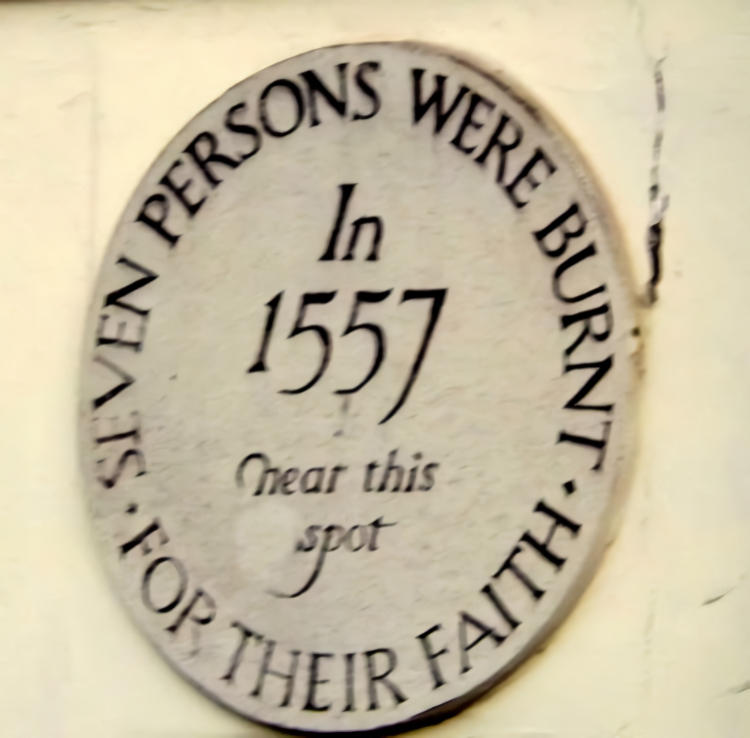 SEVEN PERSONS WERE BURNT
In
1557
near this
spot
· FOR THEIR FAITH ·